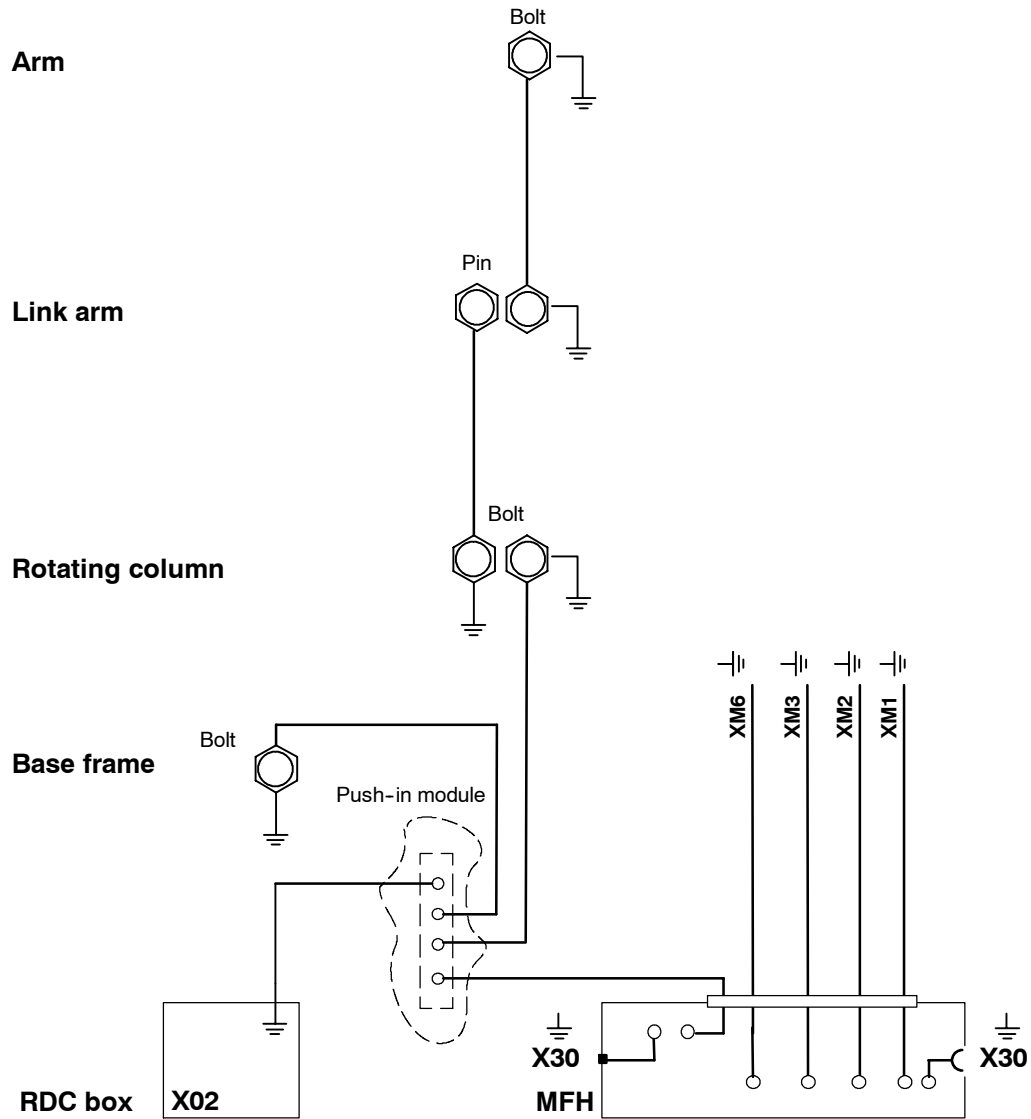 Bolt
Arm
Pin
Link arm
Bolt
Rotating column
XM6
XM3
XM2
XM1
Bolt
Base frame
Push-in module
X30
X30
RDC box
X02
MFH